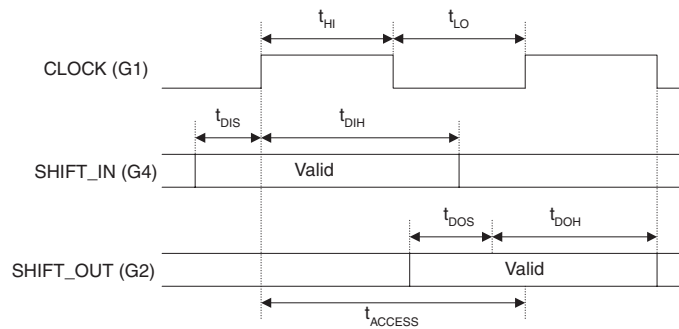 t_HI t_LO
CLOCK (G1)
t_DIS t_DIH
SHIFT_IN (G4) Valid
t_DOS t_DOH
SHIFT_OUT (G2) Valid
t_ACCESS